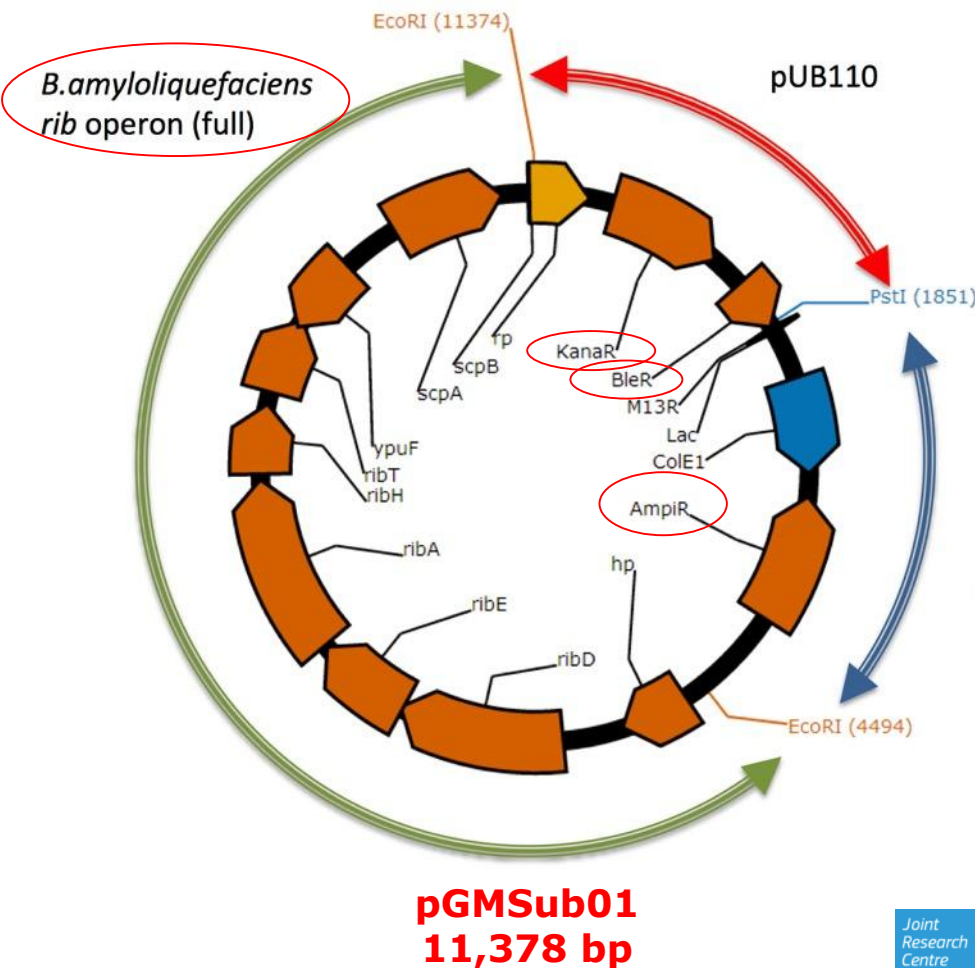 EcoRI (11374)
B.amyloliquefaciens
rib operon (full)
pUB110
PstI (1851)
rp
scpB
scpA
KanaR
BleR
M13R
Lac
ColE1
AmpiR
ypuF
ribT
ribH
ribA
hp
ribE
ribD
EcoRI (4494)
pGMSub01
11,378 bp
Joint
Research
Centre